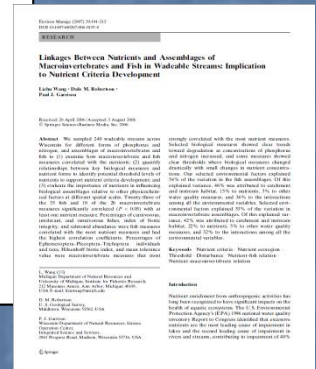 Environ Manage (2007) 39:194–212
RESEARCH
Linkages Between Nutrients and Assemblages of
Macroinvertebrates and Fish in Wadeable Streams: Implication
to Nutrient Criteria Development
Lizhu Wang · Dale M. Robertson ·
Paul J. Garrison
Received: 20 April 2006 / Accepted: 3 August 2006
© Springer Science+Business Media, Inc. 2006
Abstract We sampled 240 wadeable streams across
Wisconsin for different forms of phosphorus and
nitrogen, and assemblages of macroinvertebrates and
fish to (1) examine how macroinvertebrate and fish
measures correlated with the nutrients; (2) quantify
relationships between key biological measures and
nutrient forms to identify potential threshold levels of
nutrients to support nutrient criteria development; and
(3) evaluate the importance of nutrients in influencing
biological assemblages relative to other physicochemical
factors at different spatial scales. Twenty-three of
the 35 fish and 18 of the 26 macroinvertebrate
measures significantly correlated (P < 0.05) with at
least one nutrient measure. Percentages of carnivorous,
intolerant, and omnivorous fishes, index of biotic
integrity, and salmonid abundance were fish measures
correlated with the most nutrient measures and had
the highest correlation coefficients. Percentages of
Ephemeroptera–Plecoptera–Trichoptera individuals
and taxa, Hilsenhoff biotic index, and mean tolerance
value were macroinvertebrate measures that most
strongly correlated with the most nutrient measures.
Selected biological measures showed clear trends
toward degradation as concentrations of phosphorus
and nitrogen increased, and some measures showed
clear thresholds where biological measures changed
drastically with small changes in nutrient concentrations.
Our selected environmental factors explained
54% of the variation in the fish assemblages. Of this
explained variance, 46% was attributed to catchment
and instream habitat, 15% to nutrients, 3% to other
water quality measures, and 36% to the interactions
among all the environmental variables. Selected environmental
factors explained 53% of the variation in
macroinvertebrate assemblages. Of this explained variance,
42% was attributed to catchment and instream
habitat, 22% to nutrients, 5% to other water quality
measures, and 32% to the interactions among all the
environmental variables.
Keywords Nutrient criteria · Nutrient ecoregion ·
Threshold · Disturbance · Nutrient-fish relation ·
Nutrient-macroinvertebrate relation
L. Wang
Michigan Department of Natural Resources and
University of Michigan, Institute for Fisheries Research,
212 Museums Annex, Ann Arbor, Michigan
D. M. Robertson
U. S. Geological Survey,
Middleton, Wisconsin 53562, USA
P. J. Garrison
Wisconsin Department of Natural Resources, Science
Operation Center,
Integrated Science and Services,
2801 Progress Road, Madison, Wisconsin 53716, USA
Introduction
Nutrient enrichment from anthropogenic activities has
long been recognized to have significant impacts on the
health of aquatic ecosystems. The U.S. Environmental
Protection Agency's (EPA) 1996 national water quality
inventory Report to Congress identified that excessive
nutrients are the most leading cause of impairment in
lakes and the second leading cause of impairment in
rivers and streams, contributing to impairment of 40%
Springer